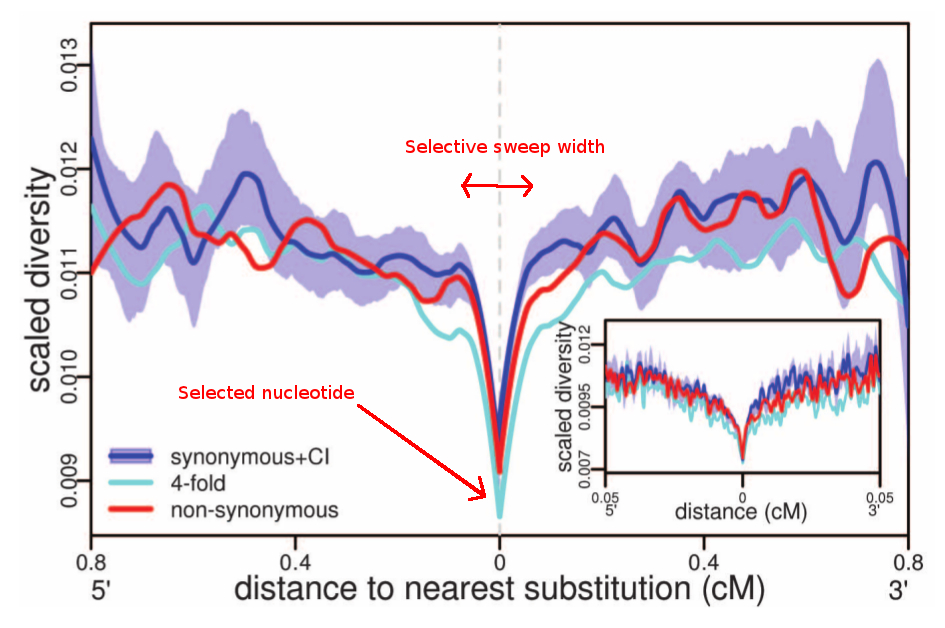 0.013
0.012
0.011
0.010
0.009
scaled diversity
Selective sweep width
Selected nucleotide
synonymous+CI
4-fold
non-synonymous
0.012
0.0095
0.007
scaled diversity
0.05 0 0.05
5' 3'
distance (cM)
0.8 0.4 0 0.4 0.8
5' distance to nearest substitution (cM) 3'